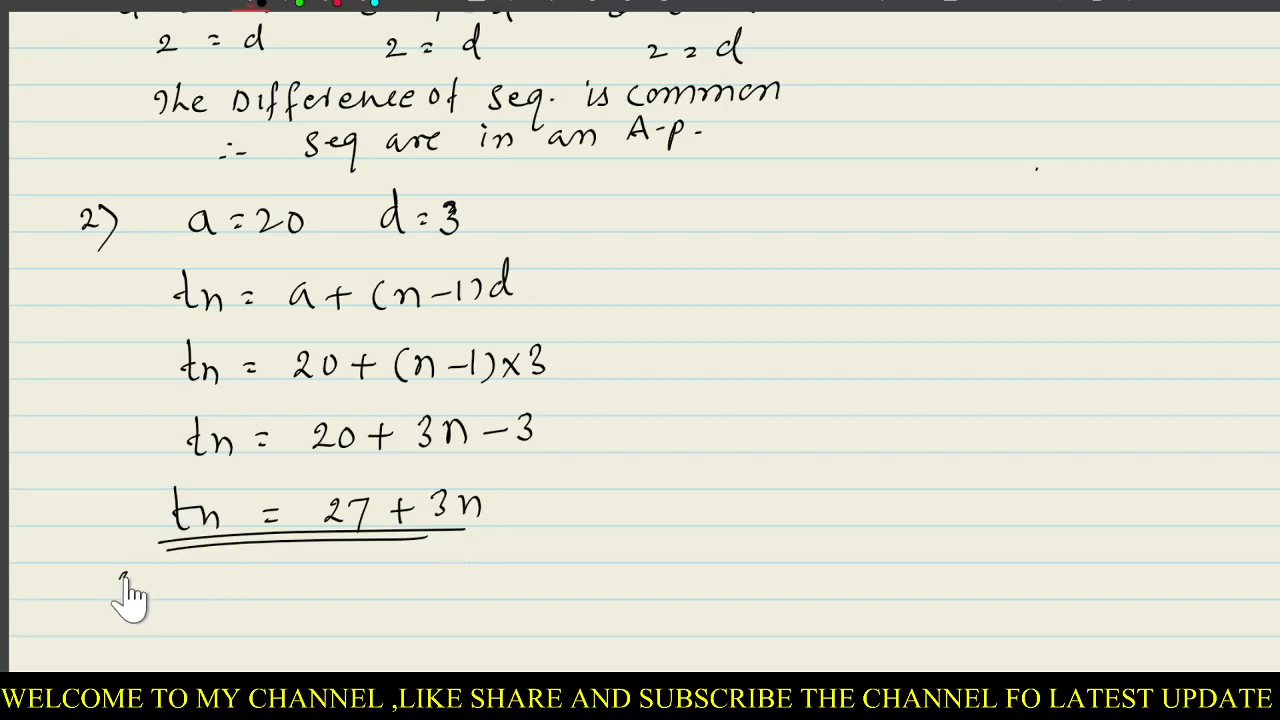 2 = d 2 = d 2 = d
The Difference of seq. is common
∴ seq are in an A.p.
2) a = 20 d = 3
tn = a + (n - 1) d
tn = 20 + (n - 1) × 3
tn = 20 + 3n - 3
tn = 27 + 3n
WELCOME TO MY CHANNEL ,LIKE SHARE AND SUBSCRIBE THE CHANNEL FO LATEST UPDATE